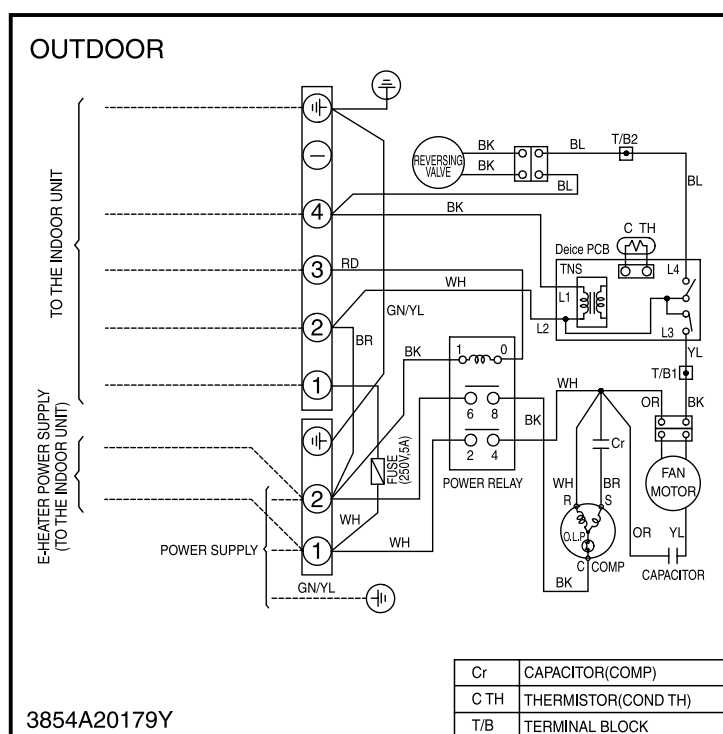 OUTDOOR
TO THE INDOOR UNIT
4
3
2
1
E-HEATER POWER SUPPLY
(TO THE INDOOR UNIT)
2
1
POWER SUPPLY
GN/YL
RD
WH
GN/YL
BR
BK
FUSE
(250V,5A)
WH
WH
REVERSING
VALVE
BK
BK
BL
BL
BK
T/B2
BL
C TH
Deice PCB
TNS
L1
L2
L4
L3
YL
T/B1
1 0
6 8
2 4
POWER RELAY
BK
WH
OR
BK
Cr
WH
BR
R
S
O.L.P
C
COMP
BK
OR
YL
FAN
MOTOR
CAPACITOR
Cr CAPACITOR(COMP)
C TH THERMISTOR(COND TH)
T/B TERMINAL BLOCK
3854A20179Y